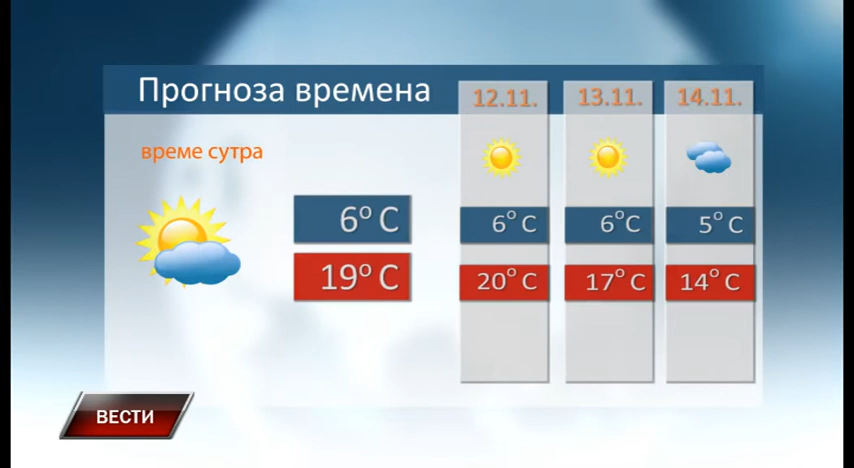 Прогноза времена
12.11. 13.11. 14.11.
време сутра
6° C
6° C 6°C 5° C
19° C
20° C 17° C 14° C
ВЕСТИ